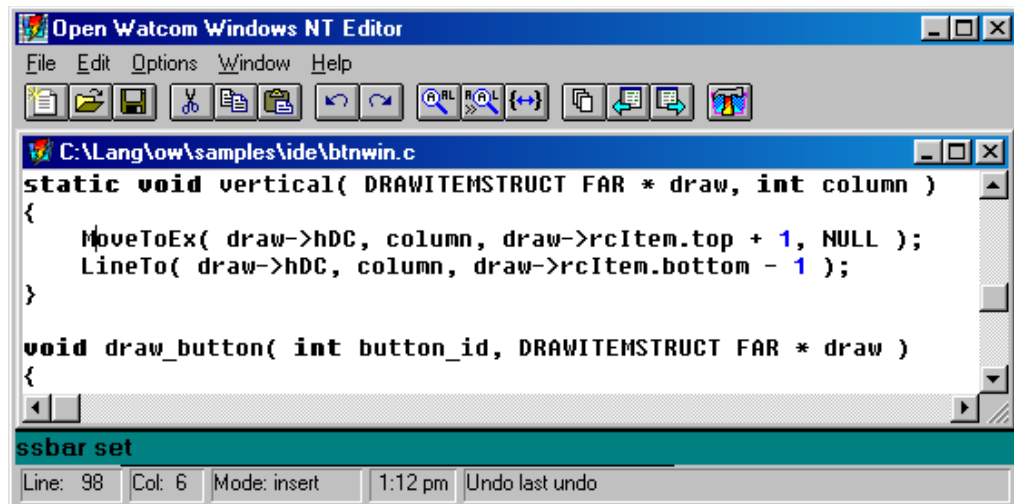 Open Watcom Windows NT Editor
File Edit Options Window Help
C:\Lang\ow\samples\ide\btnwin.c
static void vertical( DRAWITEMSTRUCT FAR * draw, int column )
{
    MoveToEx( draw->hDC, column, draw->rcItem.top + 1, NULL );
    LineTo( draw->hDC, column, draw->rcItem.bottom - 1 );
}

void draw_button( int button_id, DRAWITEMSTRUCT FAR * draw )
{
ssbar set
Line: 98 Col: 6 Mode: insert 1:12 pm Undo last undo